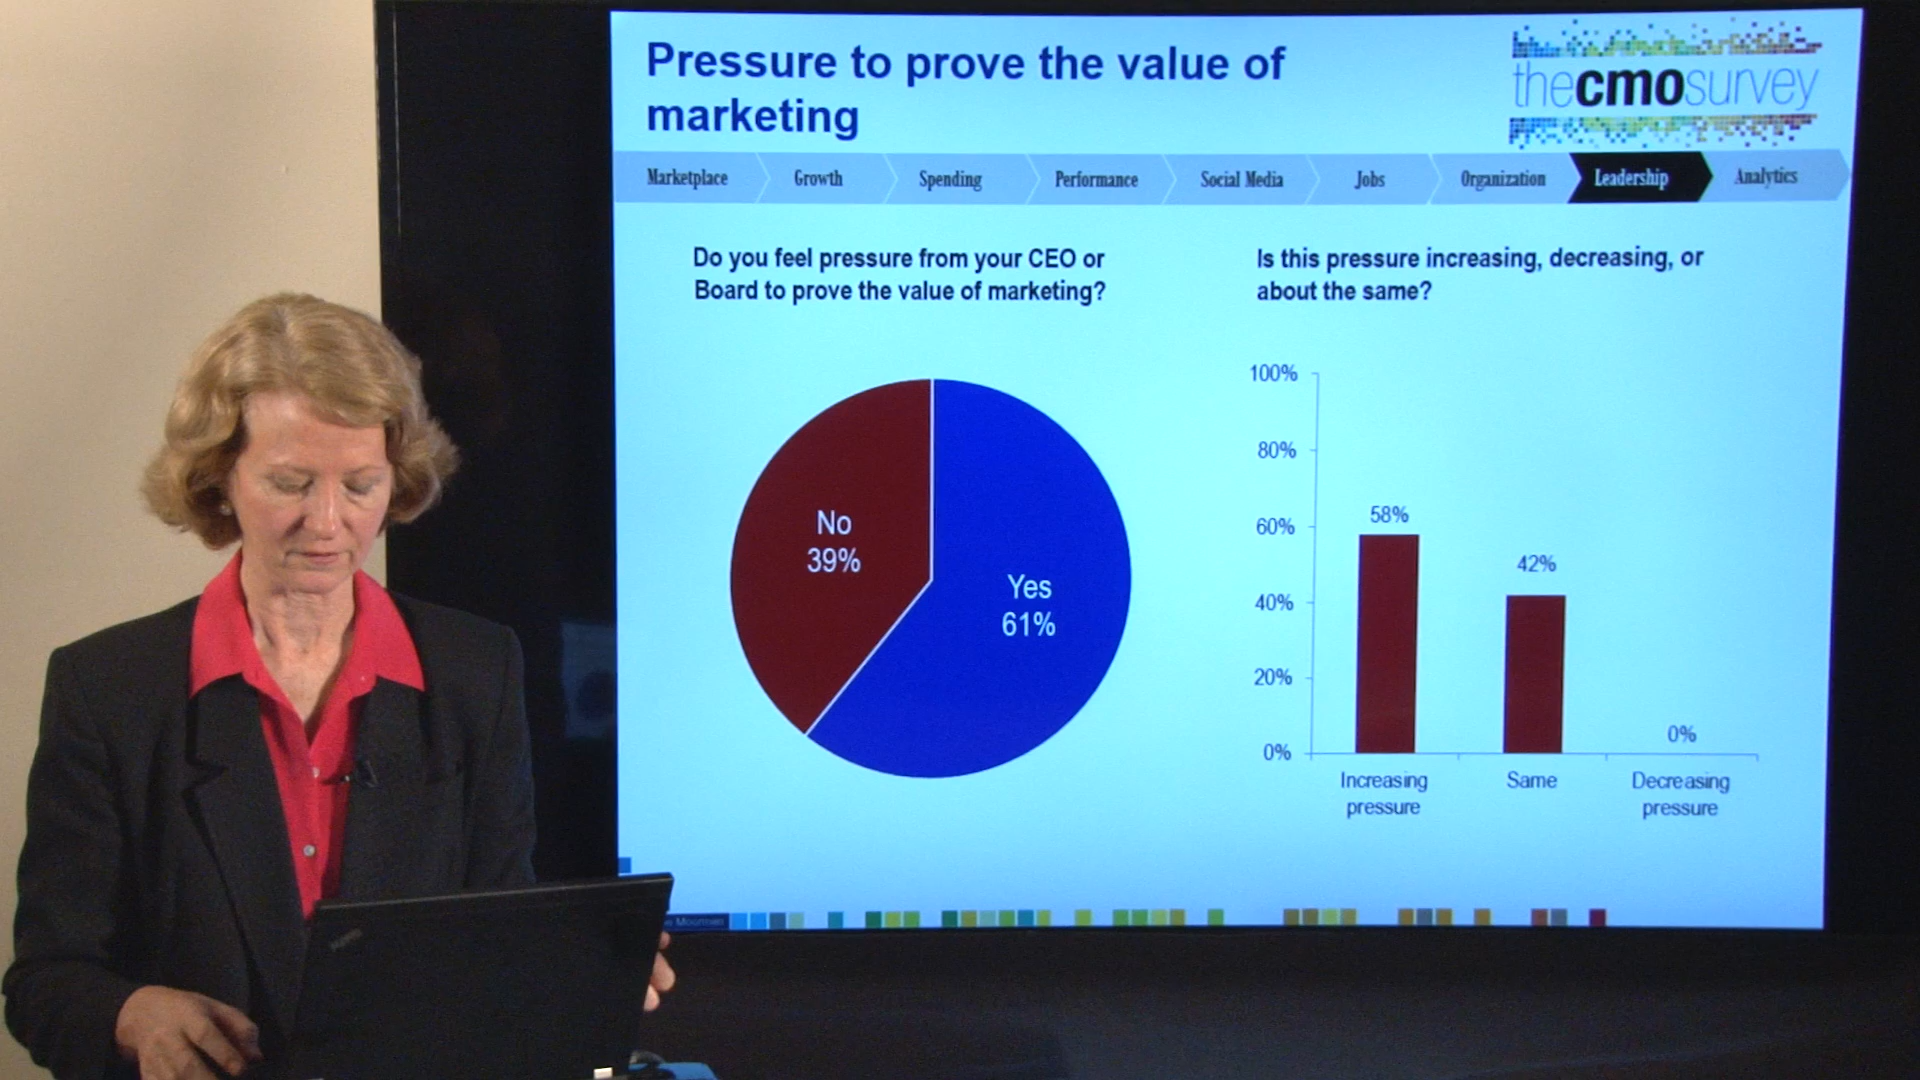 Pressure to prove the value of
marketing
thecmosurvey
Marketplace
Growth
Spending
Performance
Social Media
Jobs
Organization
Leadership
Analytics
Do you feel pressure from your CEO or
Board to prove the value of marketing?
No
39%
Yes
61%
Is this pressure increasing, decreasing, or
about the same?
100%
80%
60%
40%
20%
0%
58%
42%
0%
Increasing
pressure
Same
Decreasing
pressure